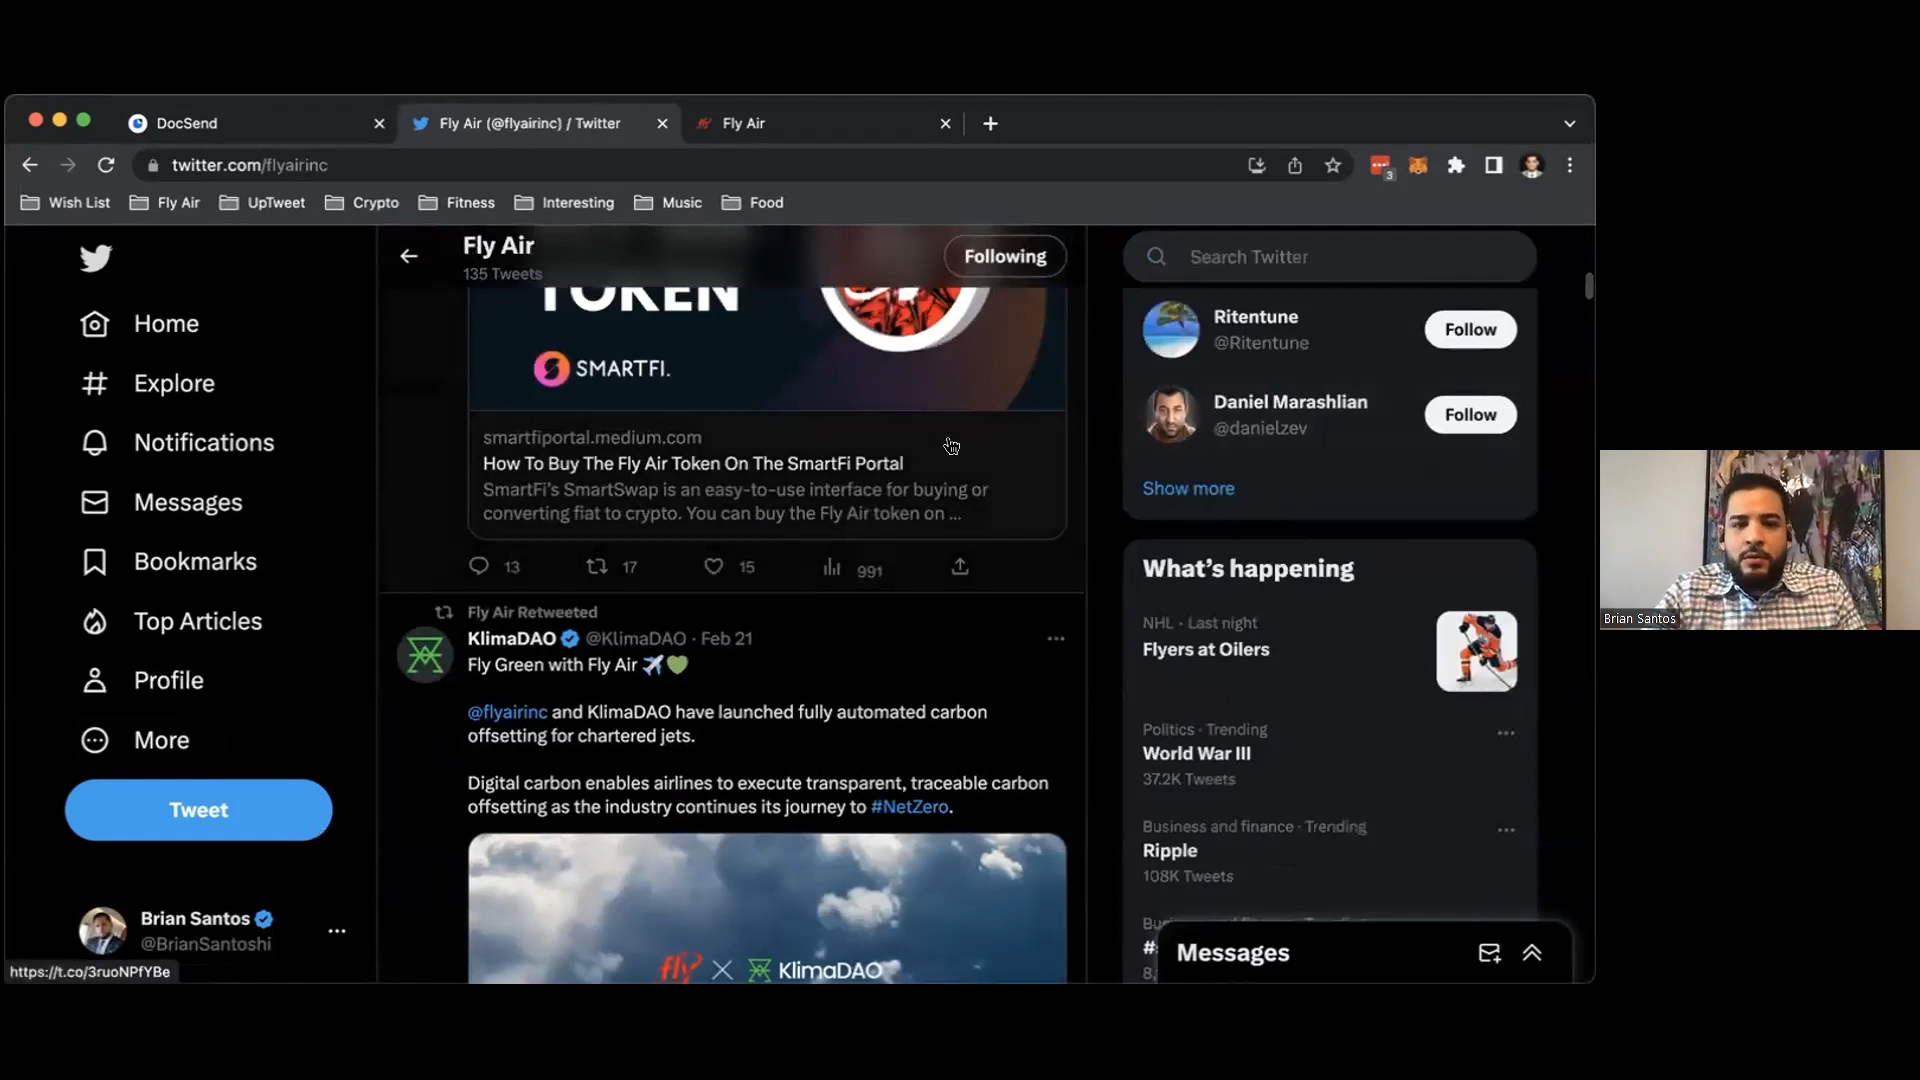 DocSend
Fly Air (@flyairinc) / Twitter
Fly Air
twitter.com/flyairinc
3
Wish List
Fly Air
UpTweet
Crypto
Fitness
Interesting
Music
Food
Home
Explore
Notifications
Messages
Bookmarks
Top Articles
Profile
More
Tweet
Brian Santos
@BrianSantoshi
https://t.co/3ruoNPfYBe
Fly Air
135 Tweets
Following
TOKEN
SMARTFI.
smartfiportal.medium.com
How To Buy The Fly Air Token On The SmartFi Portal
SmartFi's SmartSwap is an easy-to-use interface for buying or
converting fiat to crypto. You can buy the Fly Air token on ...
13 17 15 991
Fly Air Retweeted
KlimaDAO @KlimaDAO · Feb 21
Fly Green with Fly Air ✈️💚
@flyairinc and KlimaDAO have launched fully automated carbon
offsetting for chartered jets.
Digital carbon enables airlines to execute transparent, traceable carbon
offsetting as the industry continues its journey to #NetZero.
fly KlimaDAO
Search Twitter
Ritentune
@Ritentune
Follow
Daniel Marashlian
@danielzev
Follow
Show more
What's happening
NHL · Last night
Flyers at Oilers
Politics · Trending
World War III
37.2K Tweets
Business and finance · Trending
Ripple
108K Tweets
Messages
Brian Santos